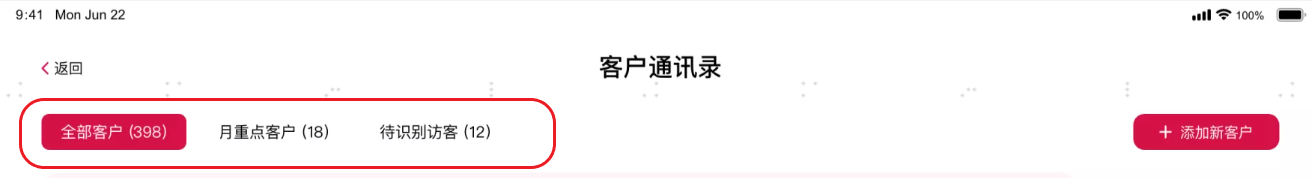 9:41 Mon Jun 22 100%
返回 客户通讯录
全部客户 (398) 月重点客户 (18) 待识别访客 (12) + 添加新客户